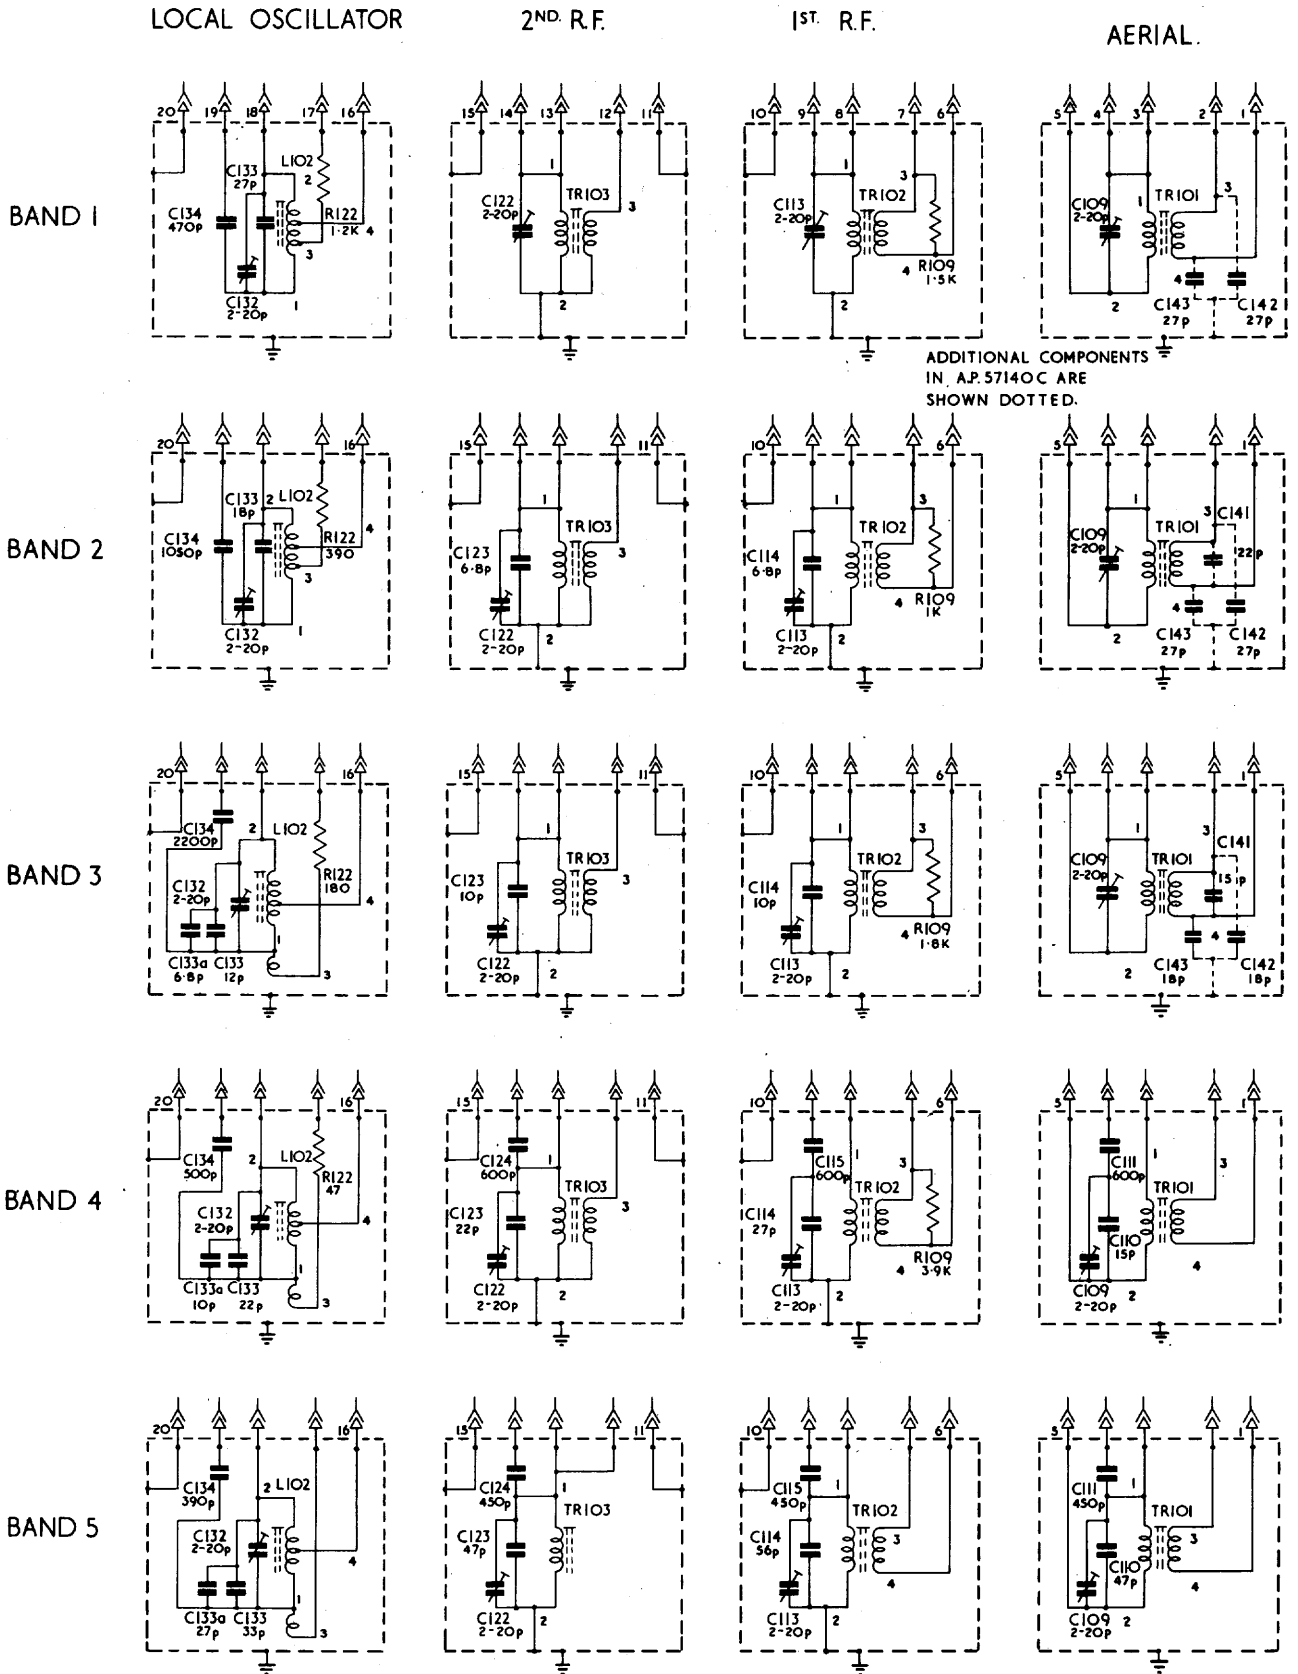 LOCAL OSCILLATOR
2ND. R.F.
1ST. R.F.
AERIAL.
BAND 1
20 19 18 17 16
C133
27p
L102
2
C134
470p
R122
1·2K
4
3
C132
2-20p
1
15 14 13 12 11
1
C122
2-20p
TR103
3
2
10 9 8 7 6
1
3
C113
2-20p
TR102
4
R109
1·5K
2
5 4 3 2 1
3
C109
2-20p
1
TR101
4
2
C143
27p
C142
27p
ADDITIONAL COMPONENTS
IN A.P. 57140C ARE
SHOWN DOTTED.
BAND 2
20 16
C133
18p
2
L102
C134
1050p
R122
390
4
3
C132
2-20p
1
15 11
1
C123
6·8p
TR103
3
C122
2-20p
2
10 6
1
3
C114
6·8p
TR102
4
R109
1K
C113
2-20p
2
5 1
1
3
C141
22p
C109
2-20p
TR101
4
2
C143
27p
C142
27p
BAND 3
20 16
C134
2200p
2
L102
R122
180
C132
2-20p
4
1
C133a
6·8p
C133
12p
3
15 11
1
TR103
C123
10p
3
C122
2-20p
2
10 6
1
3
TR102
C114
10p
4
R109
1·8K
C113
2-20p
2
5 1
1
3
C141
15p
C109
2-20p
TR101
4
2
C143
18p
C142
18p
BAND 4
20 16
C134
500p
2
L102
R122
47
C132
2-20p
4
1
C133a
10p
C133
22p
3
15 11
C124
600p
1
TR103
C123
22p
3
C122
2-20p
2
10 6
C115
600p
1
3
TR102
C114
27p
4
R109
3·9K
C113
2-20p
2
5 1
C111
600p
1
3
TR101
C110
15p
4
C109
2-20p
2
BAND 5
20 16
C134
390p
2
L102
C132
2-20p
4
1
C133a
27p
C133
33p
3
15 11
C124
450p
1
TR103
C123
47p
C122
2-20p
2
10 6
C115
450p
1
TR102
C114
56p
3
4
C113
2-20p
2
5 1
C111
450p
1
TR101
3
C110
47p
4
C109
2-20p
2